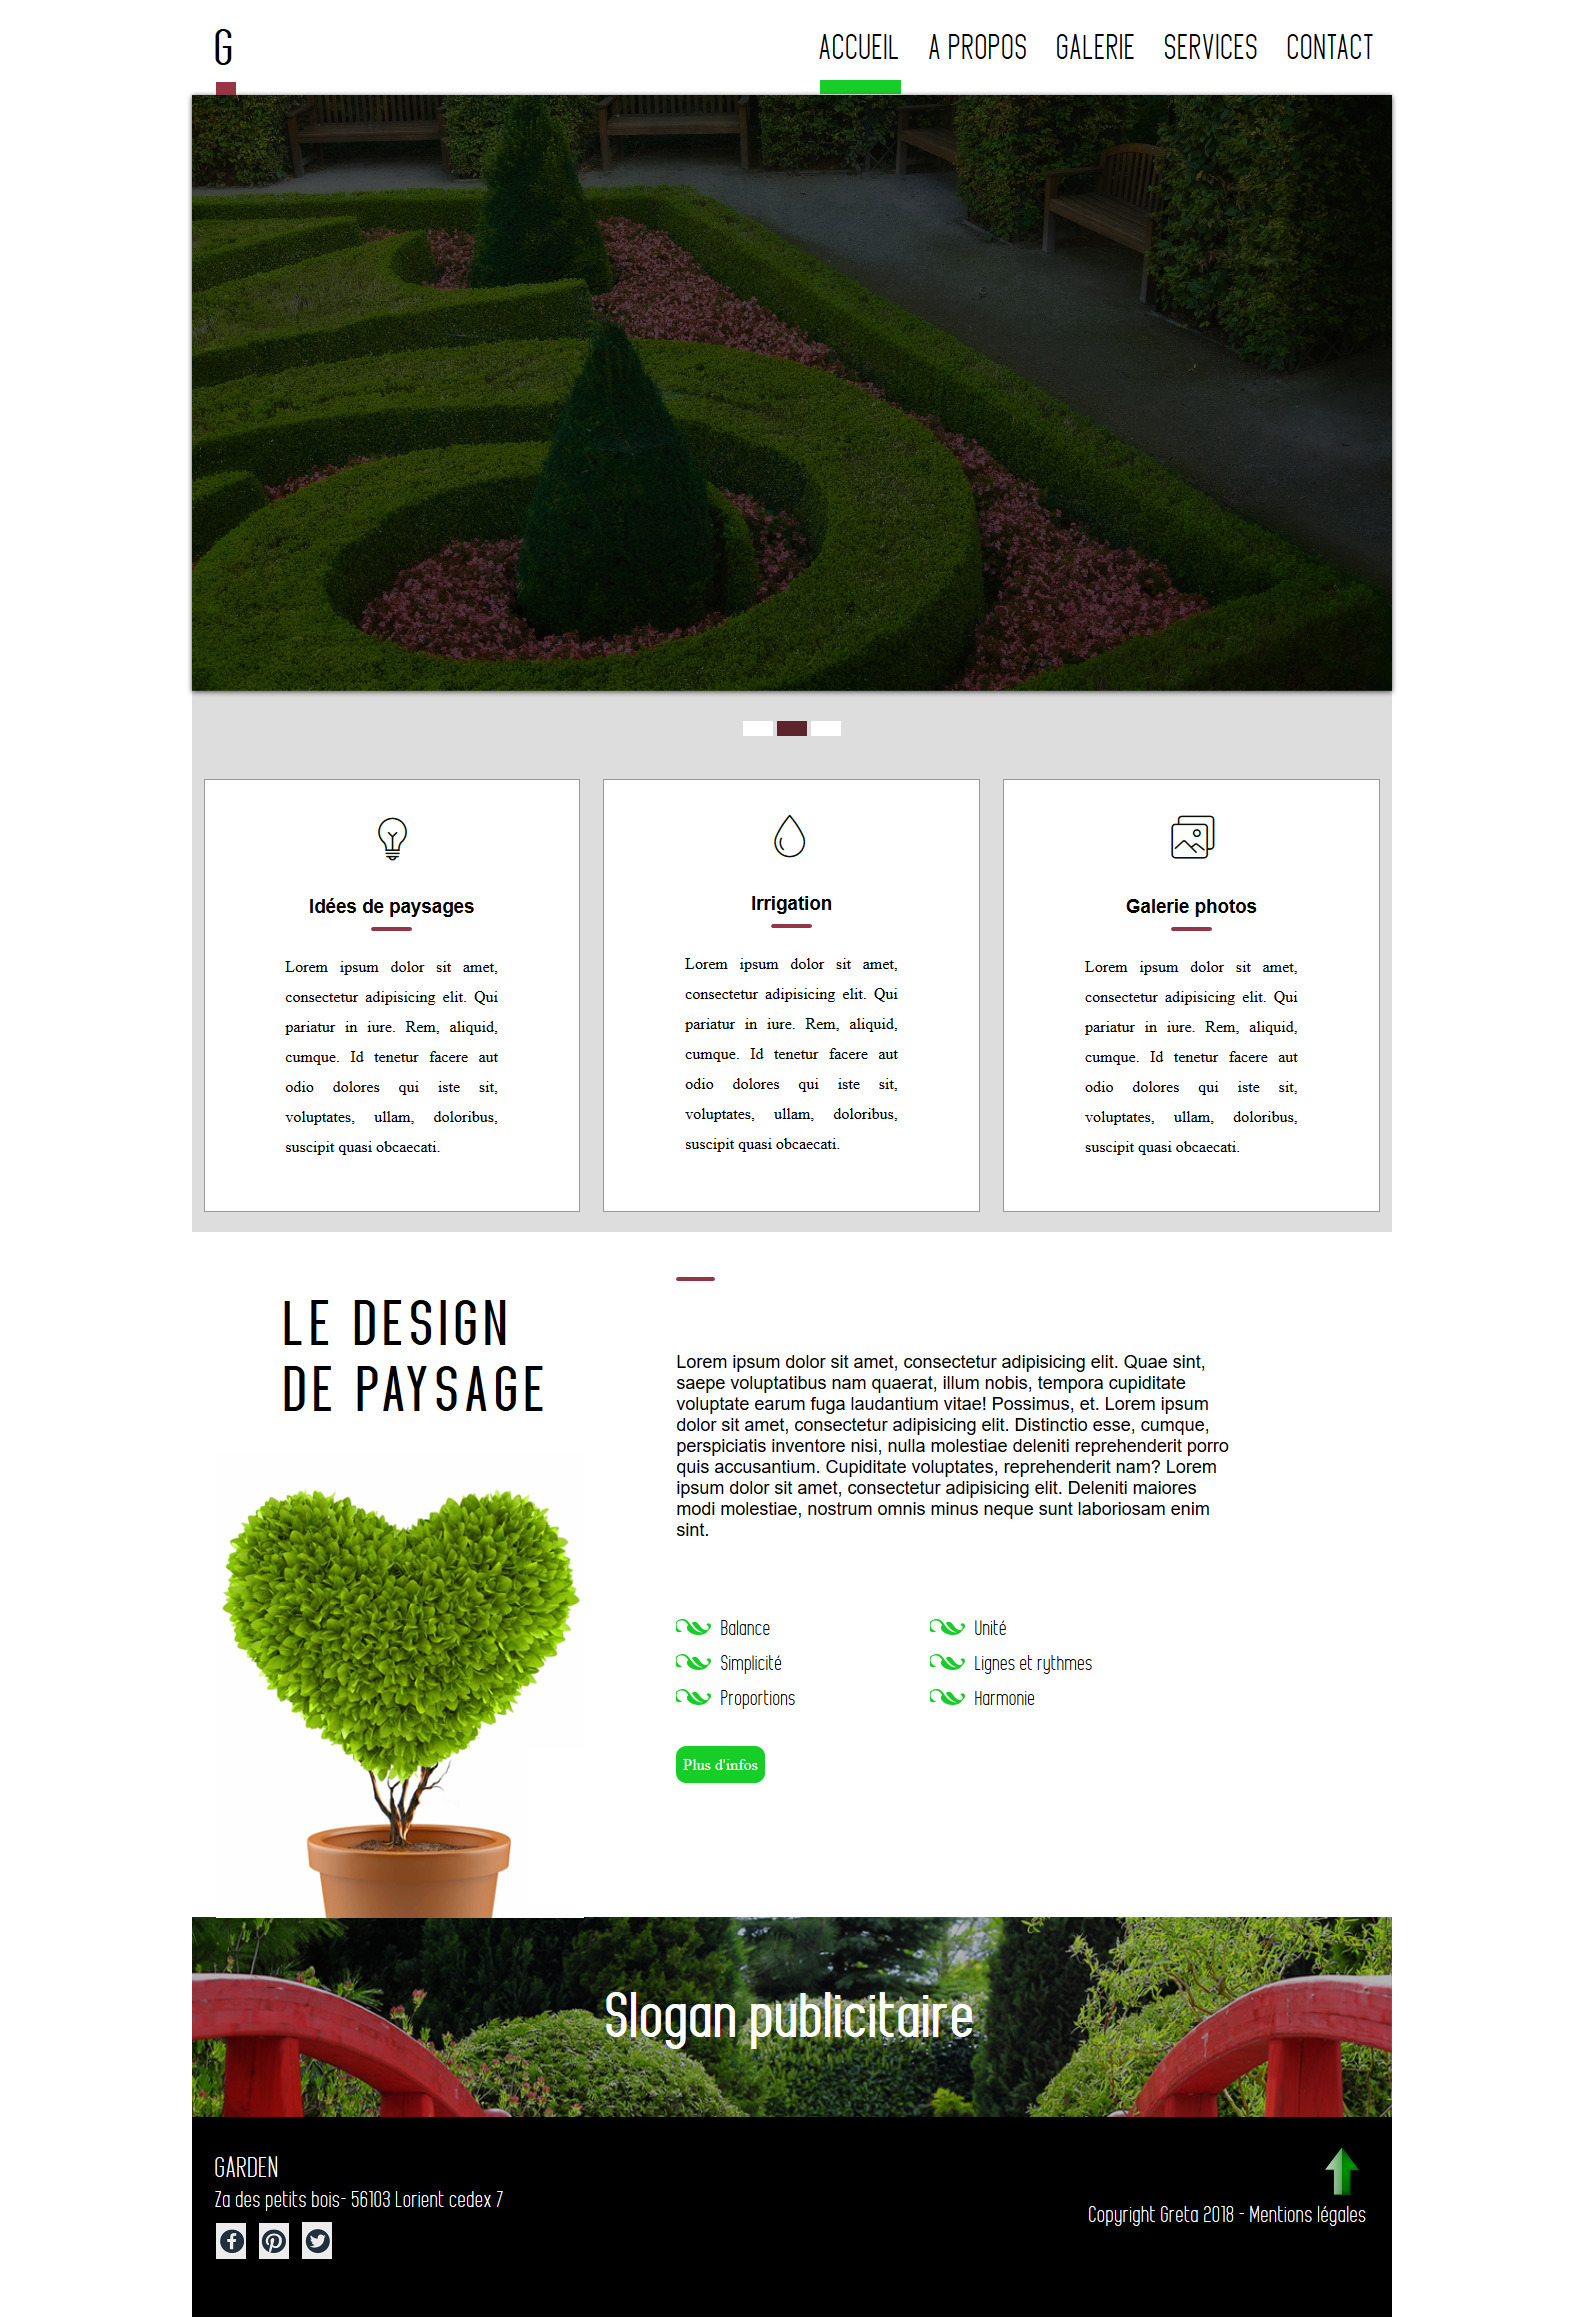 G
ACCUEIL A PROPOS GALERIE SERVICES CONTACT
Idées de paysages
Lorem ipsum dolor sit amet,
consectetur adipisicing elit. Qui
pariatur in iure. Rem, aliquid,
cumque. Id tenetur facere aut
odio dolores qui iste sit,
voluptates, ullam, doloribus,
suscipit quasi obcaecati.
Irrigation
Lorem ipsum dolor sit amet,
consectetur adipisicing elit. Qui
pariatur in iure. Rem, aliquid,
cumque. Id tenetur facere aut
odio dolores qui iste sit,
voluptates, ullam, doloribus,
suscipit quasi obcaecati.
Galerie photos
Lorem ipsum dolor sit amet,
consectetur adipisicing elit. Qui
pariatur in iure. Rem, aliquid,
cumque. Id tenetur facere aut
odio dolores qui iste sit,
voluptates, ullam, doloribus,
suscipit quasi obcaecati.
LE DESIGN
DE PAYSAGE
Lorem ipsum dolor sit amet, consectetur adipisicing elit. Quae sint,
saepe voluptatibus nam quaerat, illum nobis, tempora cupiditate
voluptate earum fuga laudantium vitae! Possimus, et. Lorem ipsum
dolor sit amet, consectetur adipisicing elit. Distinctio esse, cumque,
perspiciatis inventore nisi, nulla molestiae deleniti reprehenderit porro
quis accusantium. Cupiditate voluptates, reprehenderit nam? Lorem
ipsum dolor sit amet, consectetur adipisicing elit. Deleniti maiores
modi molestiae, nostrum omnis minus neque sunt laboriosam enim
sint.
Balance
Simplicité
Proportions
Unité
Lignes et rythmes
Harmonie
Plus d'infos
Slogan publicitaire
GARDEN
Za des petits bois- 56103 Lorient cedex 7
Copyright Greta 2018 - Mentions légales